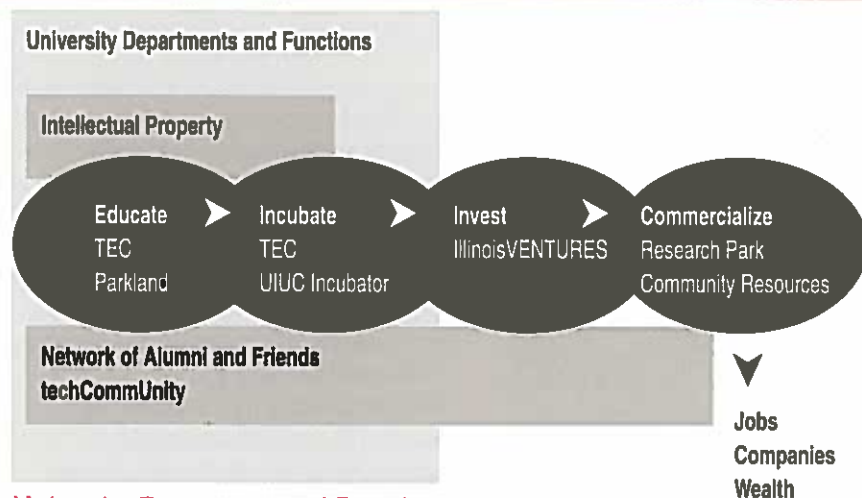 University Departments and Functions
Intellectual Property
Educate
TEC
Parkland
Incubate
TEC
UIUC Incubator
Invest
IllinoisVENTURES
Commercialize
Research Park
Community Resources
Network of Alumni and Friends
techCommUnity
Jobs
Companies
Wealth